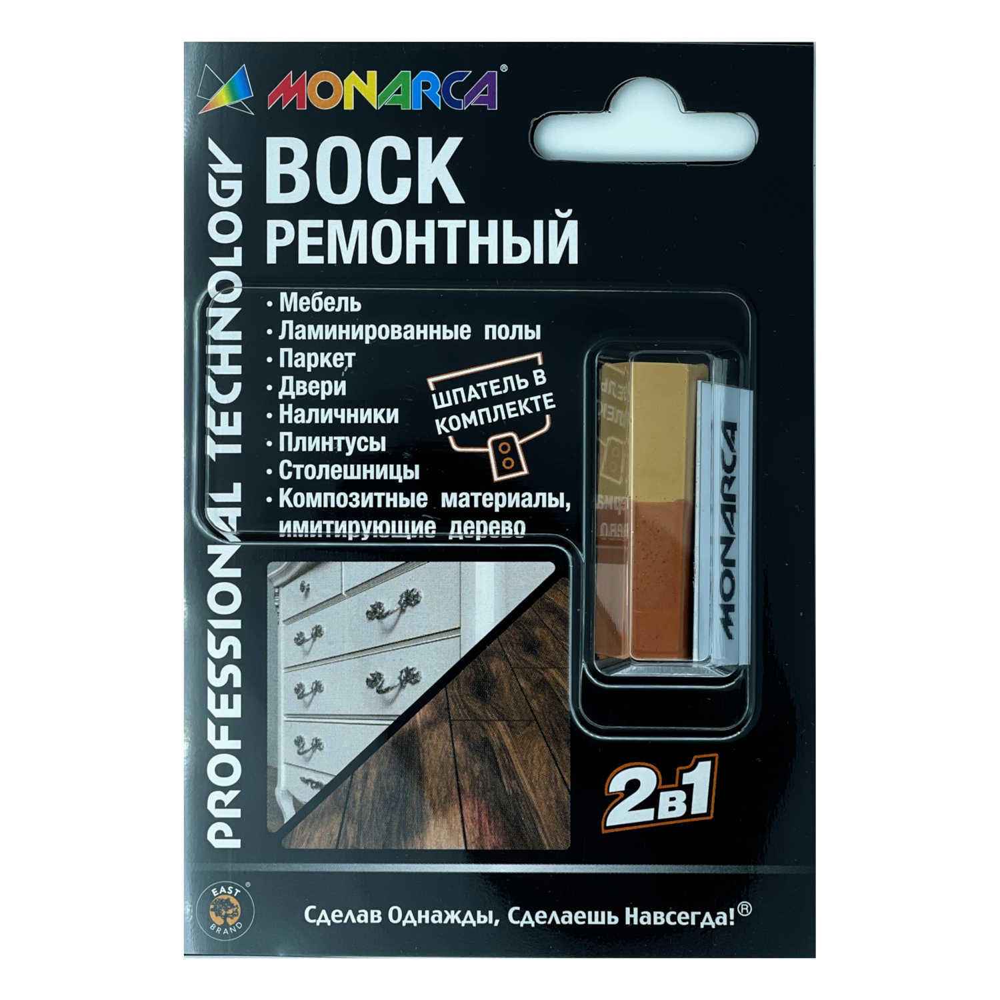 MONARCA®
ВОСК
РЕМОНТНЫЙ
PROFESSIONAL TECHNOLOGY
• Мебель
• Ламинированные полы
• Паркет
• Двери
• Наличники
• Плинтусы
• Столешницы
• Композитные материалы,
имитирующие дерево
ШПАТЕЛЬ В
КОМПЛЕКТЕ
MONARCA
2в1
EAST
BRAND
®
Сделав Однажды, Сделаешь Навсегда!®